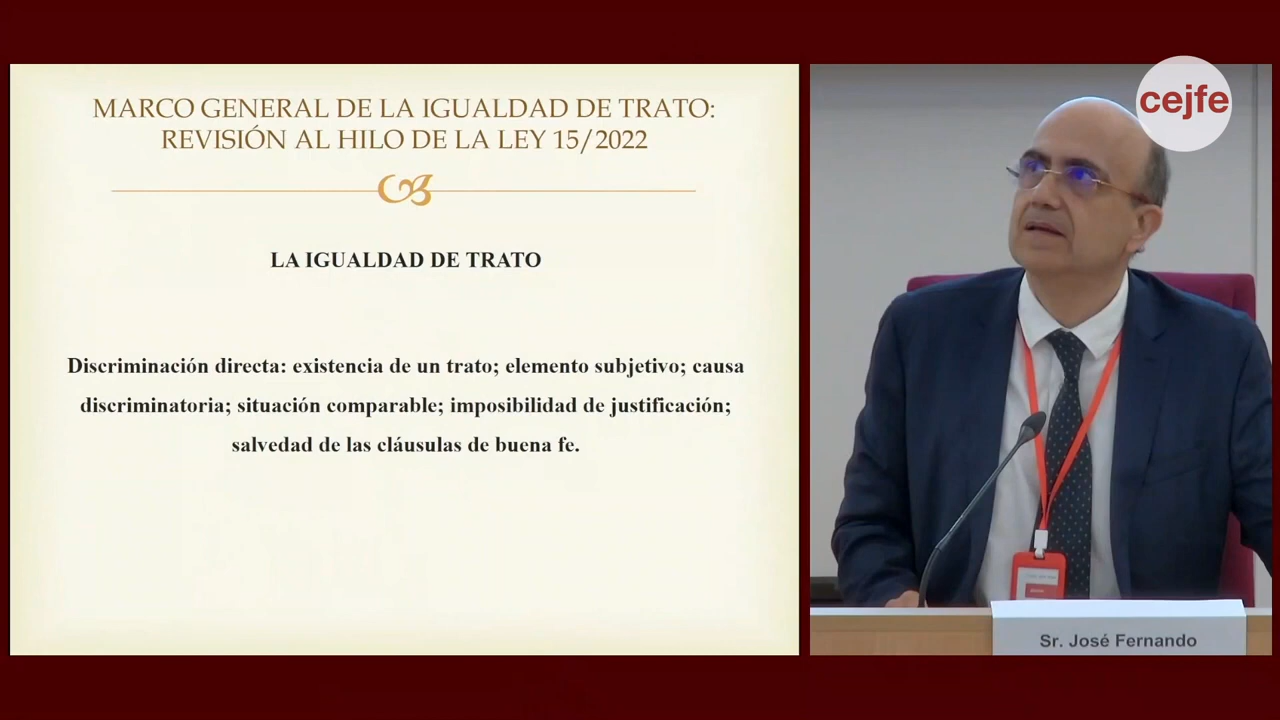 MARCO GENERAL DE LA IGUALDAD DE TRATO:
REVISIÓN AL HILO DE LA LEY 15/2022
LA IGUALDAD DE TRATO
Discriminación directa: existencia de un trato; elemento subjetivo; causa
discriminatoria; situación comparable; imposibilidad de justificación;
salvedad de las cláusulas de buena fe.
cejfe
Sr. José Fernando